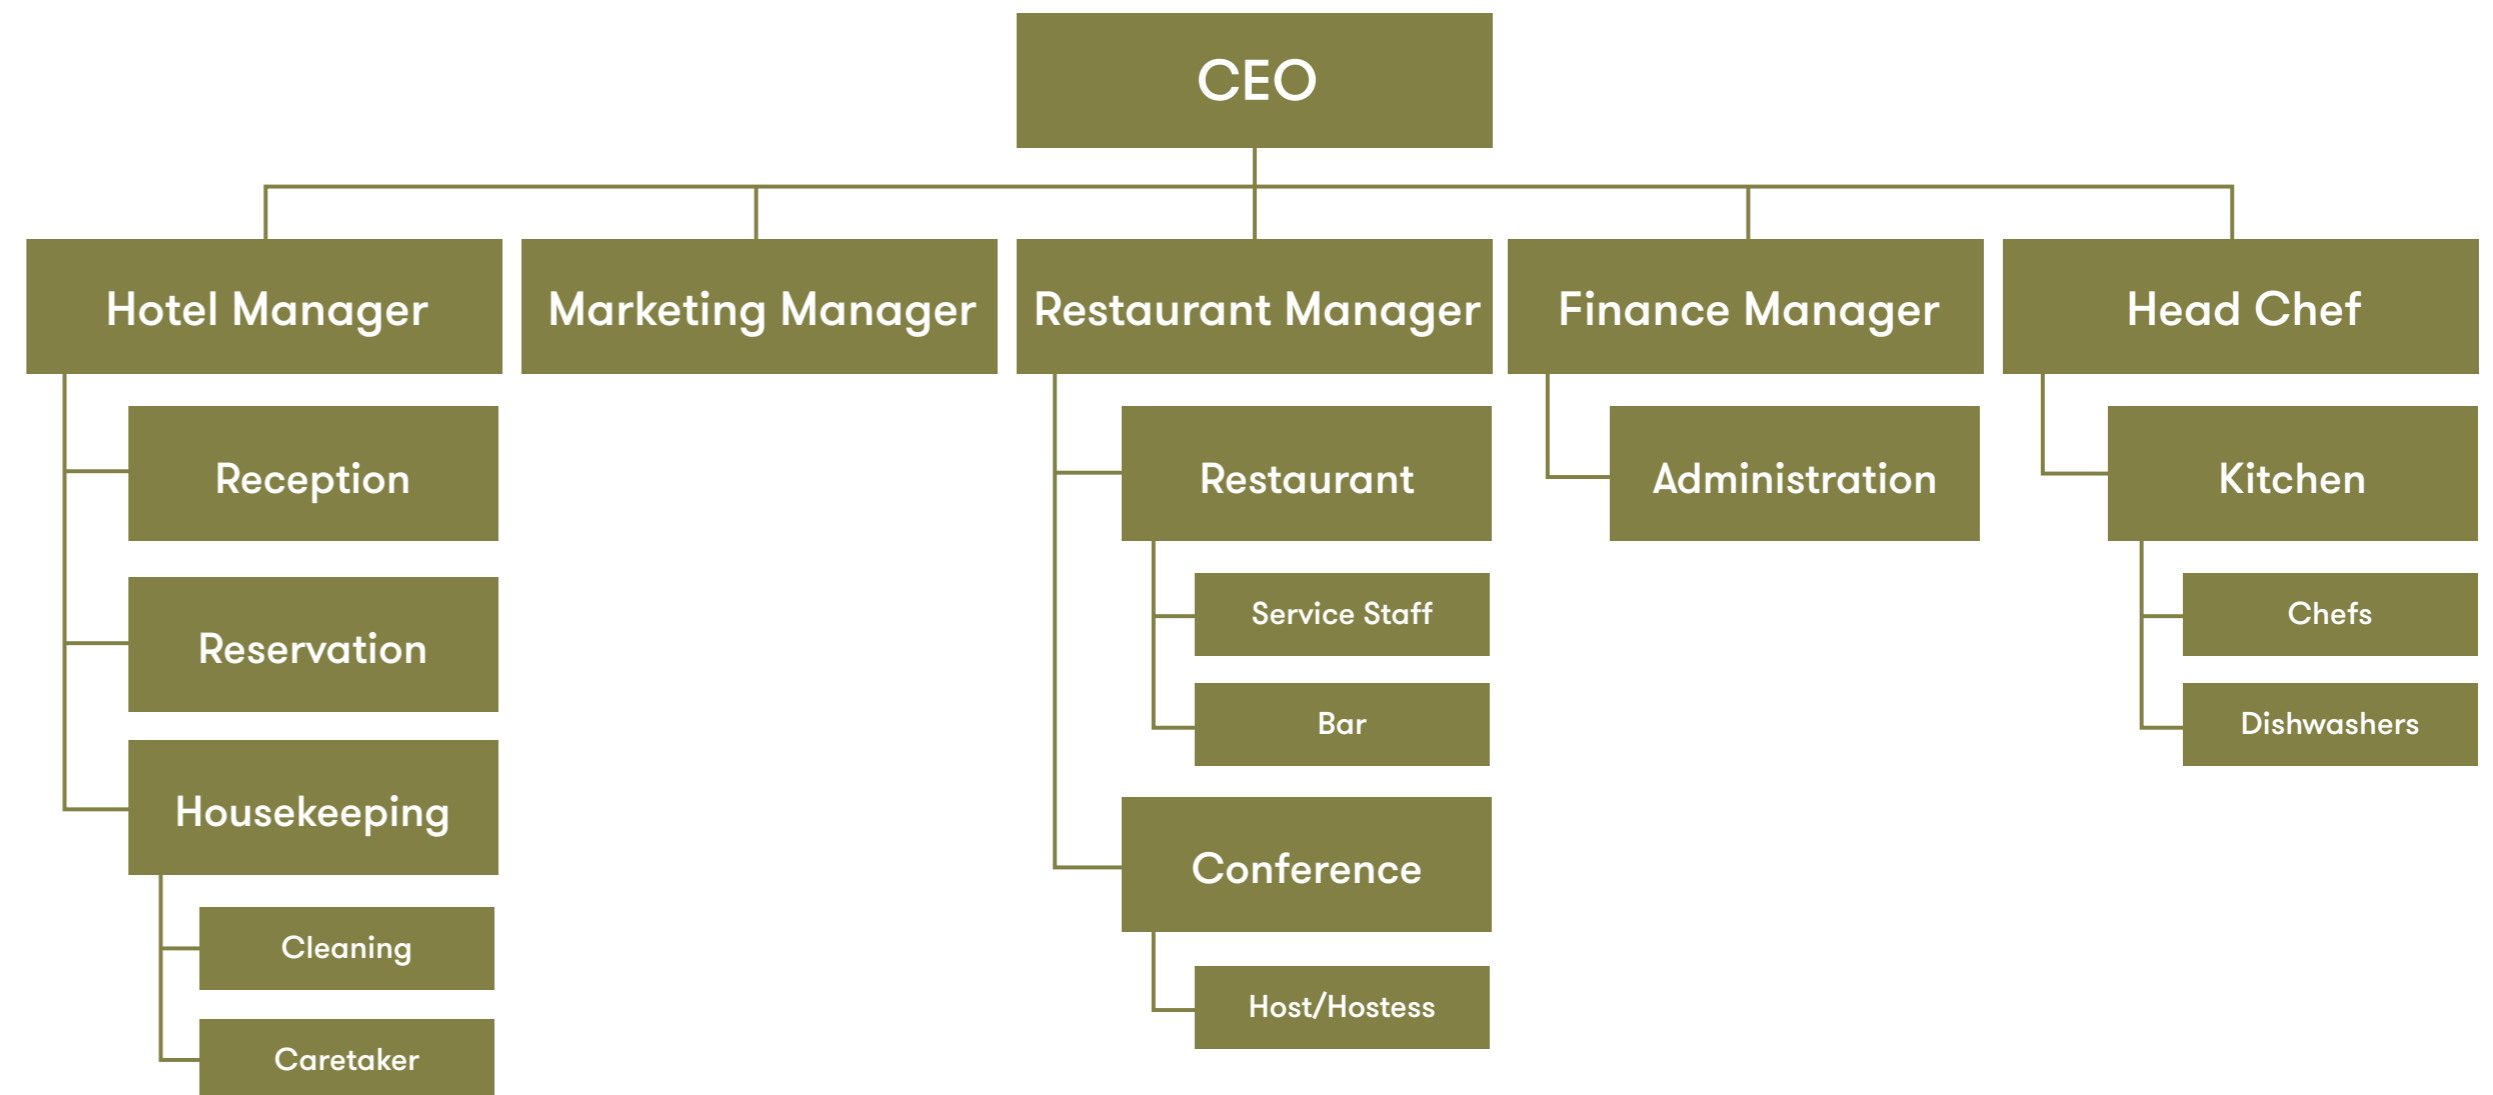 CEO
Hotel Manager
Marketing Manager
Restaurant Manager
Finance Manager
Head Chef
Reception
Reservation
Housekeeping
Cleaning
Caretaker
Restaurant
Service Staff
Bar
Conference
Host/Hostess
Administration
Kitchen
Chefs
Dishwashers